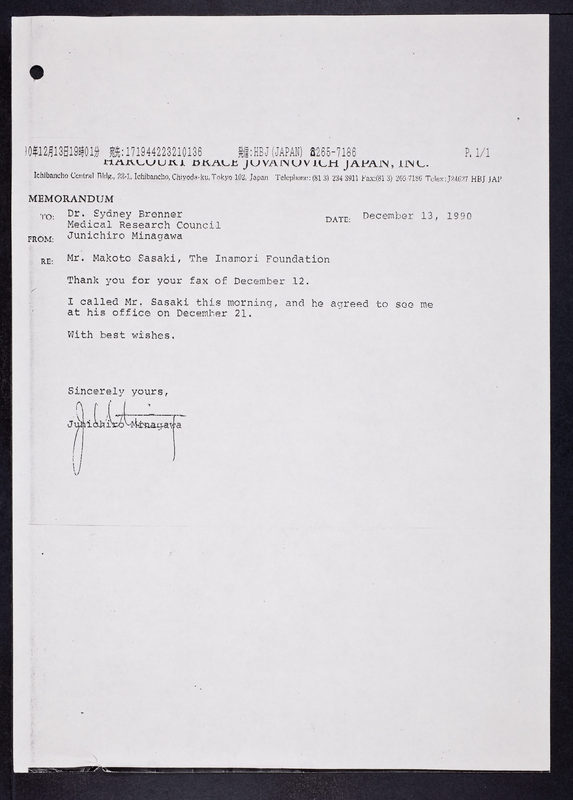 0年12月13日19時01分 宛先:171944223210136 発信:HBJ(JAPAN) ☎265-7186 P.1/1
HARCOURT BRACE JOVANOVICH JAPAN, INC.
Ichibancho Central Bldg., 22-1, Ichibancho, Chiyoda-ku, Tokyo 102, Japan Telephone: (81 3) 234 3911 Fax:(81 3) 265 7186 Telex: J24627 HBJ JAP
MEMORANDUM
TO: Dr. Sydney Brenner DATE: December 13, 1990
Medical Research Council
FROM: Junichiro Minagawa
RE: Mr. Makoto Sasaki, The Inamori Foundation
Thank you for your fax of December 12.
I called Mr. Sasaki this morning, and he agreed to see me
at his office on December 21.
With best wishes.
Sincerely yours,
Junichiro Minagawa